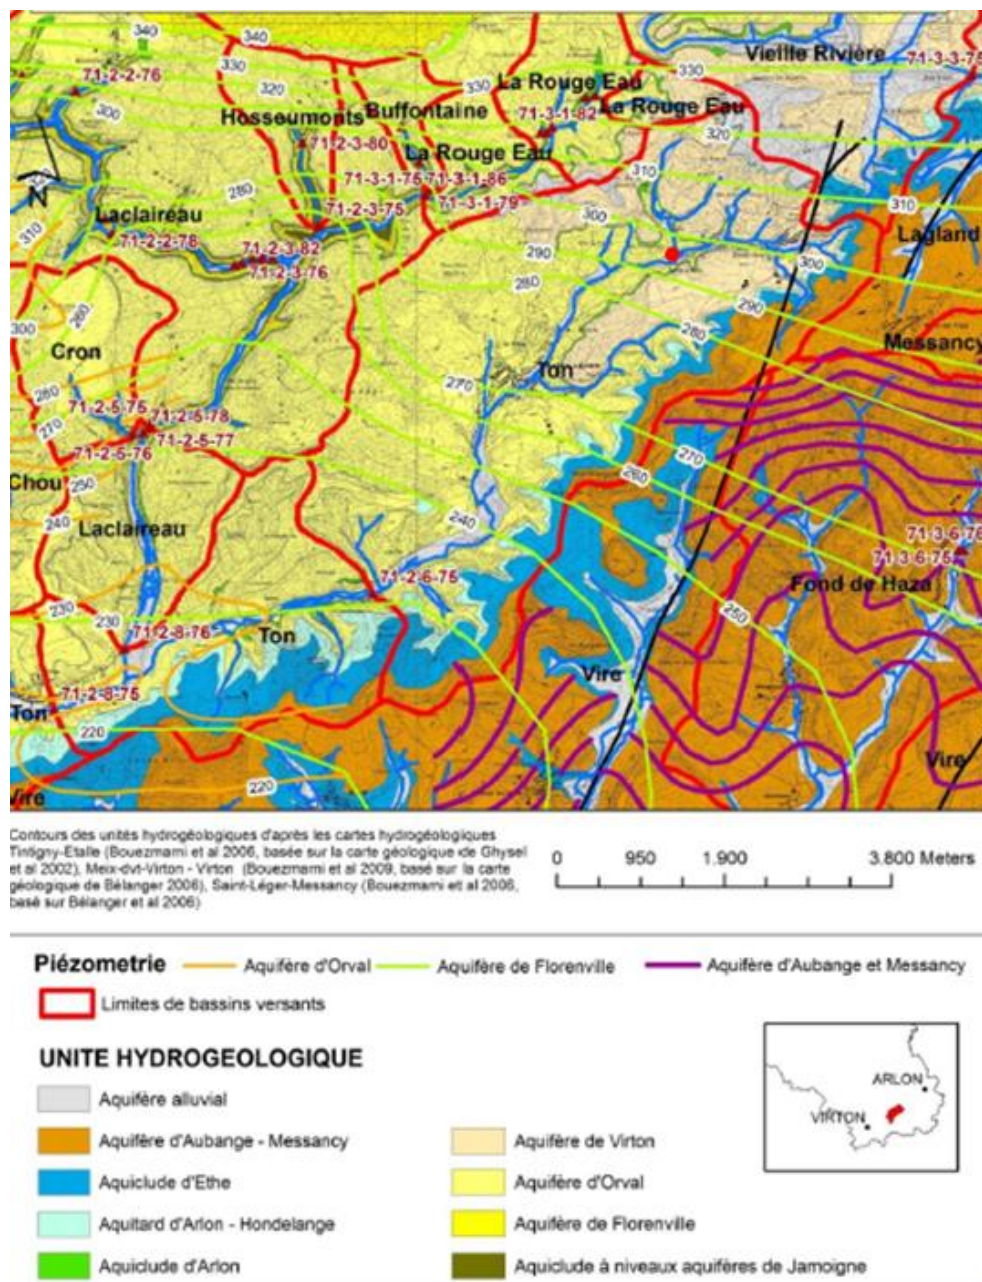 340
340
330
330
Vieille Rivière
71-3-3-75
71-2-2-76
320
330
La Rouge Eau
300
Hosseumonts
Buffontaine
71-3-1-82
La Rouge Eau
320
71-2-3-80
La Rouge Eau
310
280
71-3-1-75
71-3-1-86
71-2-3-75
71-3-1-79
310
Laclaireau
300
310
71-2-2-78
71-2-3-82
290
Lagland
71-2-3-76
300
280
260
290
300
280
Cron
Messancy
Ton
280
270
71-2-5-75
71-2-5-78
270
71-2-5-77
71-2-5-76
270
260
Chou
250
240
240
Laclaireau
71-3-6-75
71-2-6-75
Fond de Haza
230
230
250
71-2-8-76
Ton
Vire
71-2-8-75
Ton
220
Vire
220
Vire
Contours des unités hydrogéologiques d'après les cartes hydrogéologiques
Tintigny-Etalle (Bouezmarni et al 2006, basée sur la carte géologique de Ghysel
et al 2002), Meix-dvt-Virton - Virton (Bouezmarni et al 2009, basé sur la carte
géologique de Bélanger 2006), Saint-Léger-Messancy (Bouezmarni et al 2006,
basé sur Bélanger et al 2006)
0 950 1.900 3.800 Meters
Piézometrie
Aquifère d'Orval
Aquifère de Florenville
Aquifère d'Aubange et Messancy
Limites de bassins versants
UNITE HYDROGEOLOGIQUE
Aquifère alluvial
Aquifère d'Aubange - Messancy
Aquiclude d'Ethe
Aquitard d'Arlon - Hondelange
Aquiclude d'Arlon
Aquifère de Virton
Aquifère d'Orval
Aquifère de Florenville
Aquiclude à niveaux aquifères de Jamoigne
ARLON
VIRTON